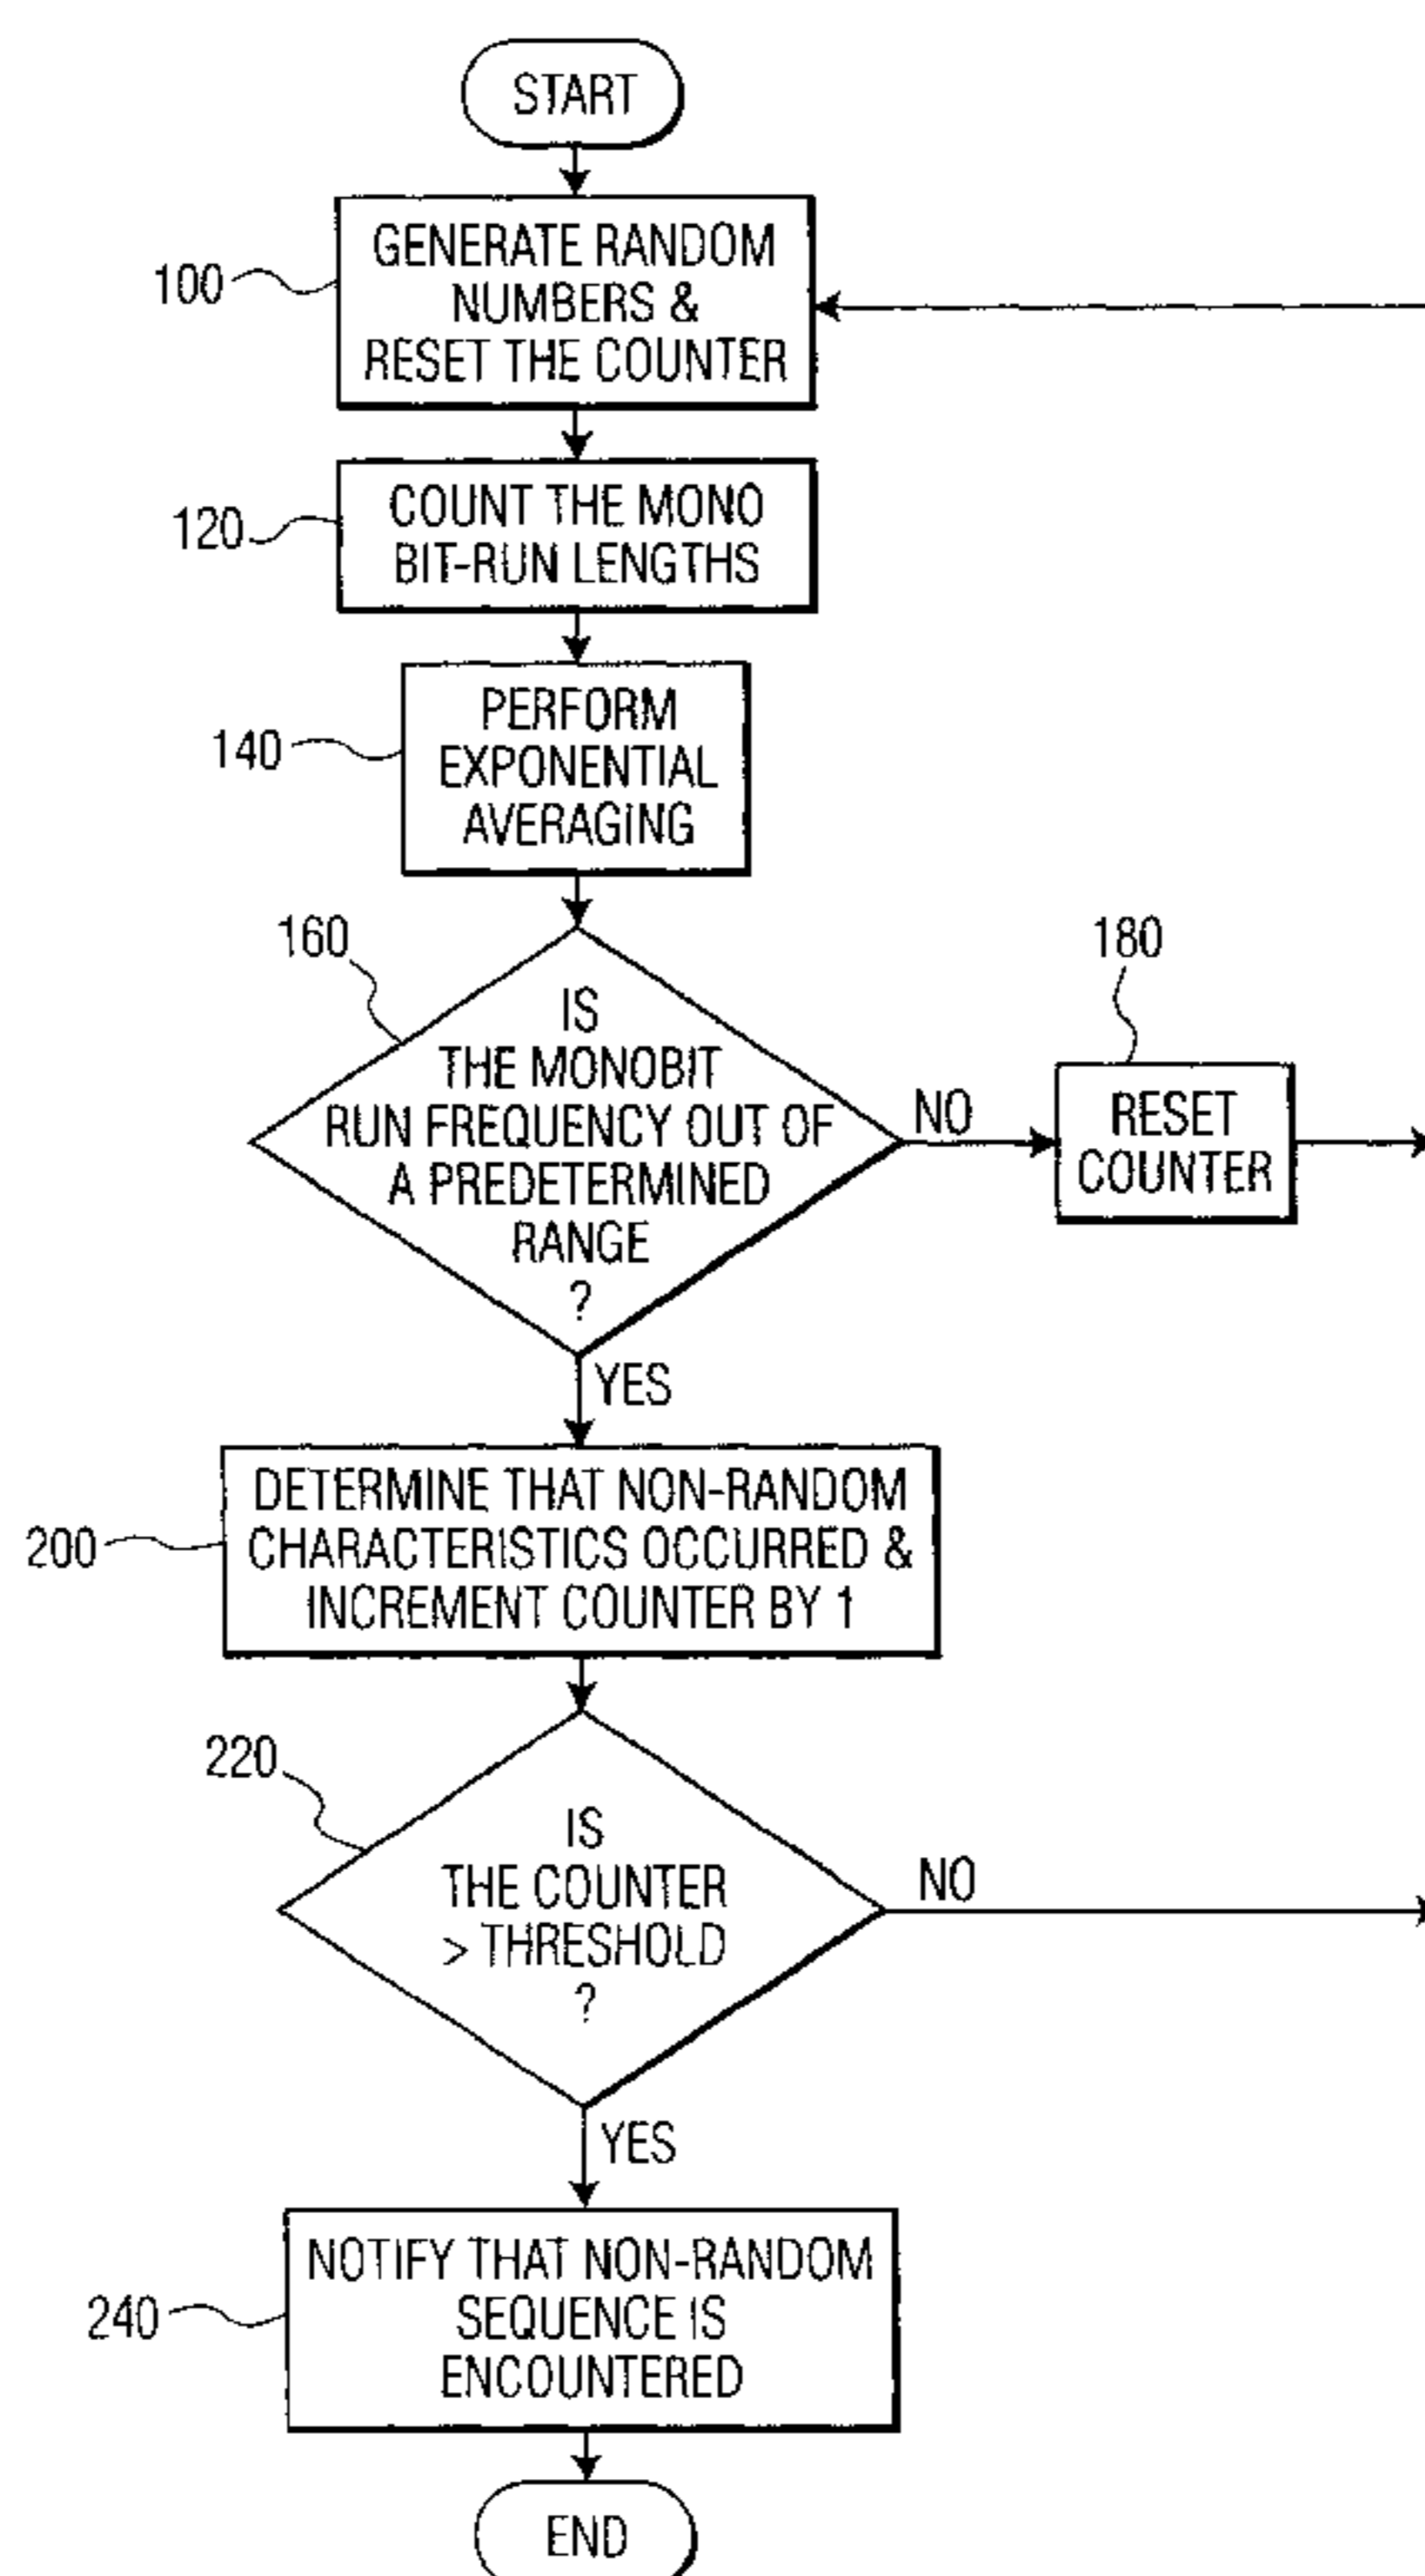 START
100
GENERATE RANDOM
NUMBERS &
RESET THE COUNTER
120
COUNT THE MONO
BIT-RUN LENGTHS
140
PERFORM
EXPONENTIAL
AVERAGING
160
IS
THE MONOBIT
RUN FREQUENCY OUT OF
A PREDETERMINED
RANGE
?
NO
180
RESET
COUNTER
YES
200
DETERMINE THAT NON-RANDOM
CHARACTERISTICS OCCURRED &
INCREMENT COUNTER BY 1
220
IS
THE COUNTER
> THRESHOLD
?
NO
YES
240
NOTIFY THAT NON-RANDOM
SEQUENCE IS
ENCOUNTERED
END